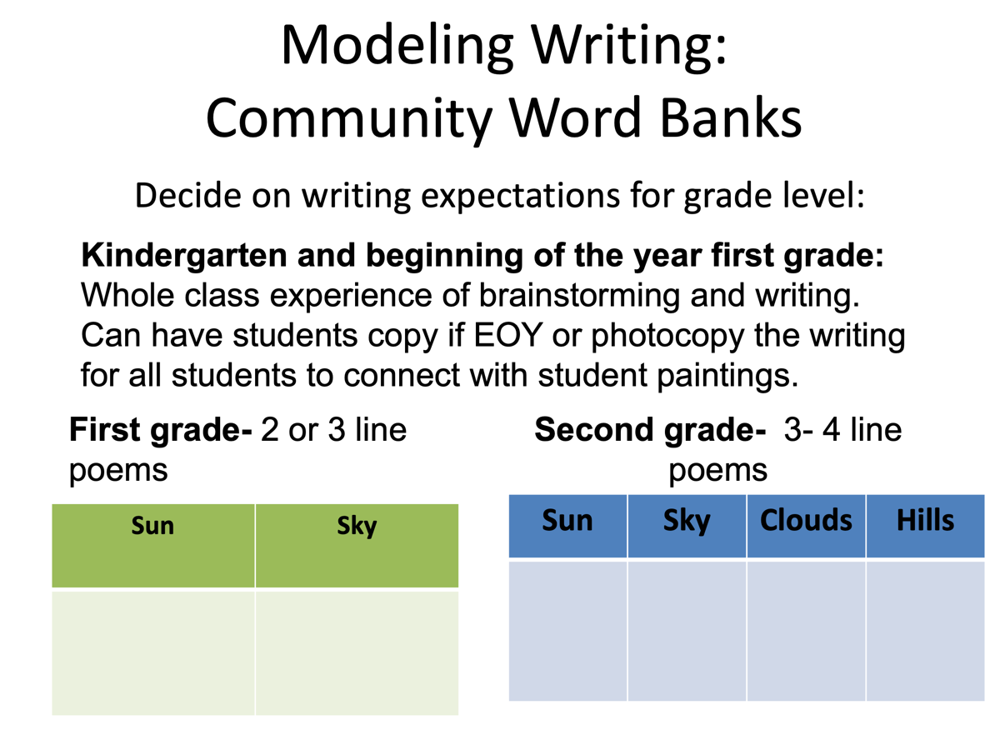 Modeling Writing:
Community Word Banks
Decide on writing expectations for grade level:
Kindergarten and beginning of the year first grade:
Whole class experience of brainstorming and writing.
Can have students copy if EOY or photocopy the writing
for all students to connect with student paintings.
First grade- 2 or 3 line
poems
Sun Sky
Second grade- 3- 4 line
poems
Sun Sky Clouds Hills